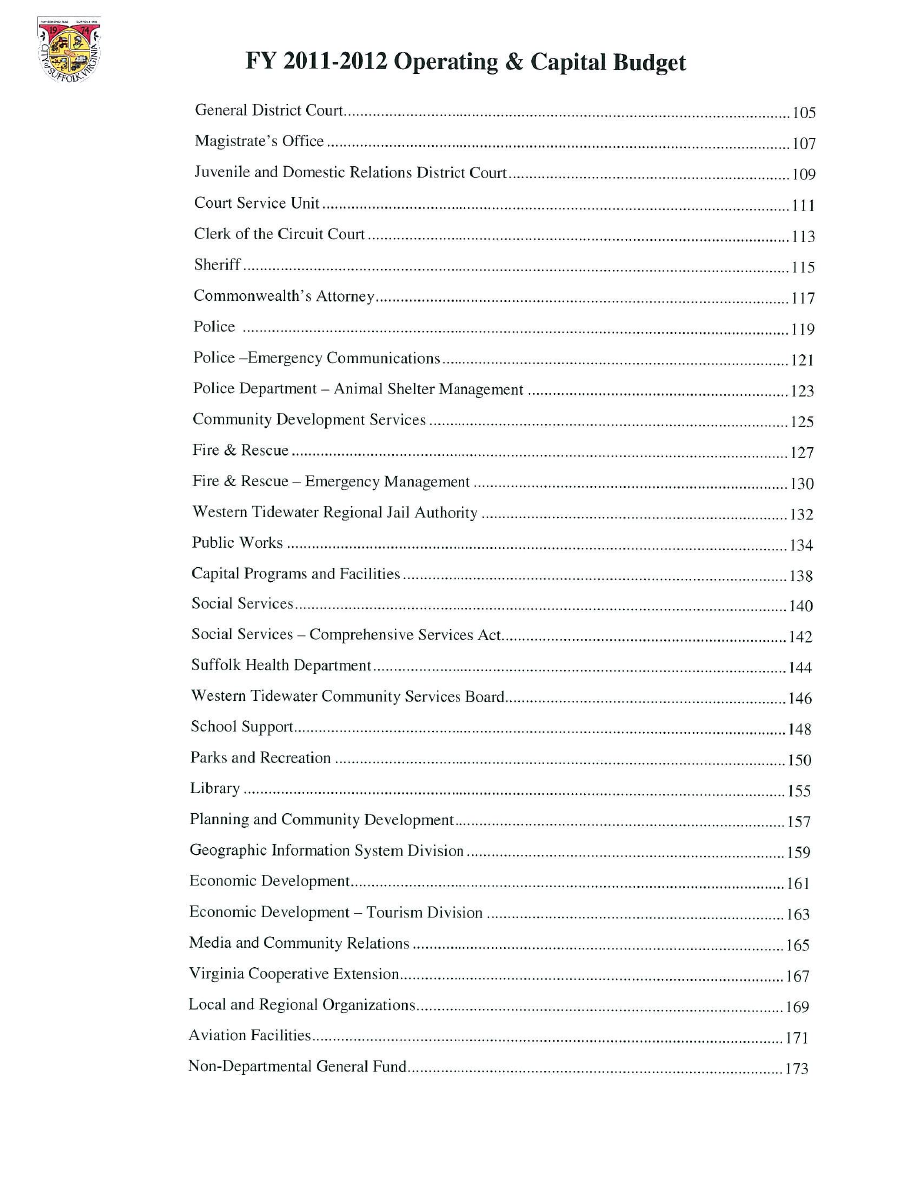 1974
CITY of SUFFOLK, VIRGINIA
FY 2011-2012 Operating & Capital Budget
General District Court 105
Magistrate's Office 107
Juvenile and Domestic Relations District Court 109
Court Service Unit 111
Clerk of the Circuit Court 113
Sheriff 115
Commonwealth's Attorney 117
Police 119
Police –Emergency Communications 121
Police Department – Animal Shelter Management 123
Community Development Services 125
Fire & Rescue 127
Fire & Rescue – Emergency Management 130
Western Tidewater Regional Jail Authority 132
Public Works 134
Capital Programs and Facilities 138
Social Services 140
Social Services – Comprehensive Services Act 142
Suffolk Health Department 144
Western Tidewater Community Services Board 146
School Support 148
Parks and Recreation 150
Library 155
Planning and Community Development 157
Geographic Information System Division 159
Economic Development 161
Economic Development – Tourism Division 163
Media and Community Relations 165
Virginia Cooperative Extension 167
Local and Regional Organizations 169
Aviation Facilities 171
Non-Departmental General Fund 173